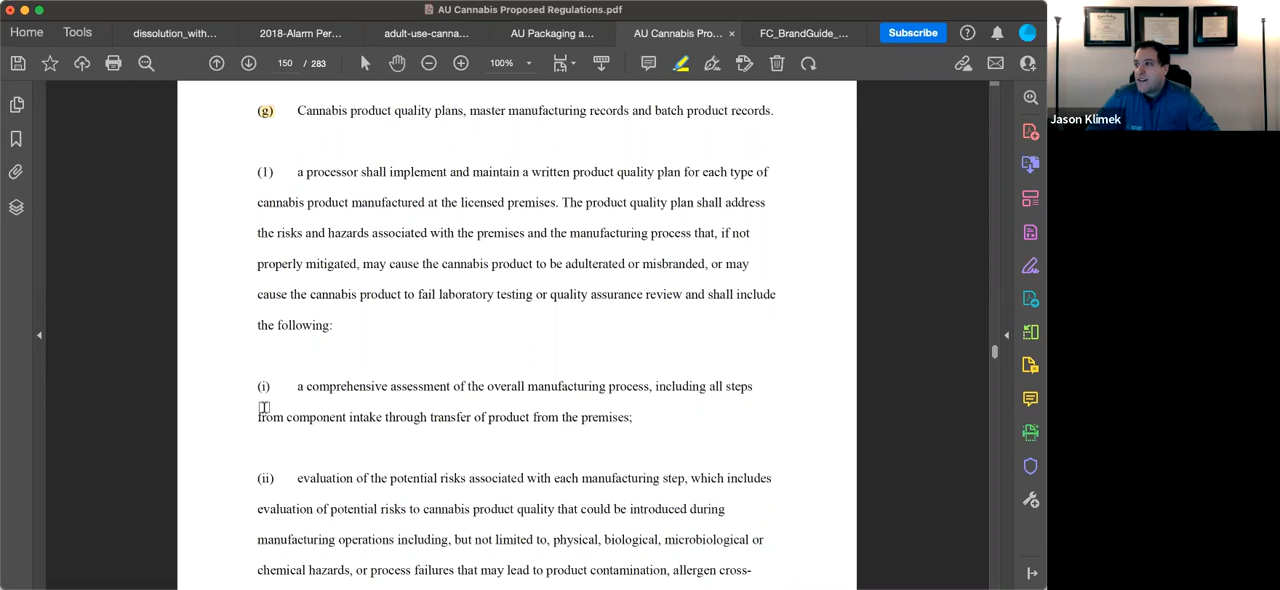 AU Cannabis Proposed Regulations.pdf
Home Tools dissolution_with... 2018-Alarm Per... adult-use-canna... AU Packaging a... AU Cannabis Pro... × FC_BrandGuide_... Subscribe
150 / 283 100%
Jason Klimek
(g) Cannabis product quality plans, master manufacturing records and batch product records.
(1) a processor shall implement and maintain a written product quality plan for each type of
cannabis product manufactured at the licensed premises. The product quality plan shall address
the risks and hazards associated with the premises and the manufacturing process that, if not
properly mitigated, may cause the cannabis product to be adulterated or misbranded, or may
cause the cannabis product to fail laboratory testing or quality assurance review and shall include
the following:
(i) a comprehensive assessment of the overall manufacturing process, including all steps
from component intake through transfer of product from the premises;
(ii) evaluation of the potential risks associated with each manufacturing step, which includes
evaluation of potential risks to cannabis product quality that could be introduced during
manufacturing operations including, but not limited to, physical, biological, microbiological or
chemical hazards, or process failures that may lead to product contamination, allergen cross-